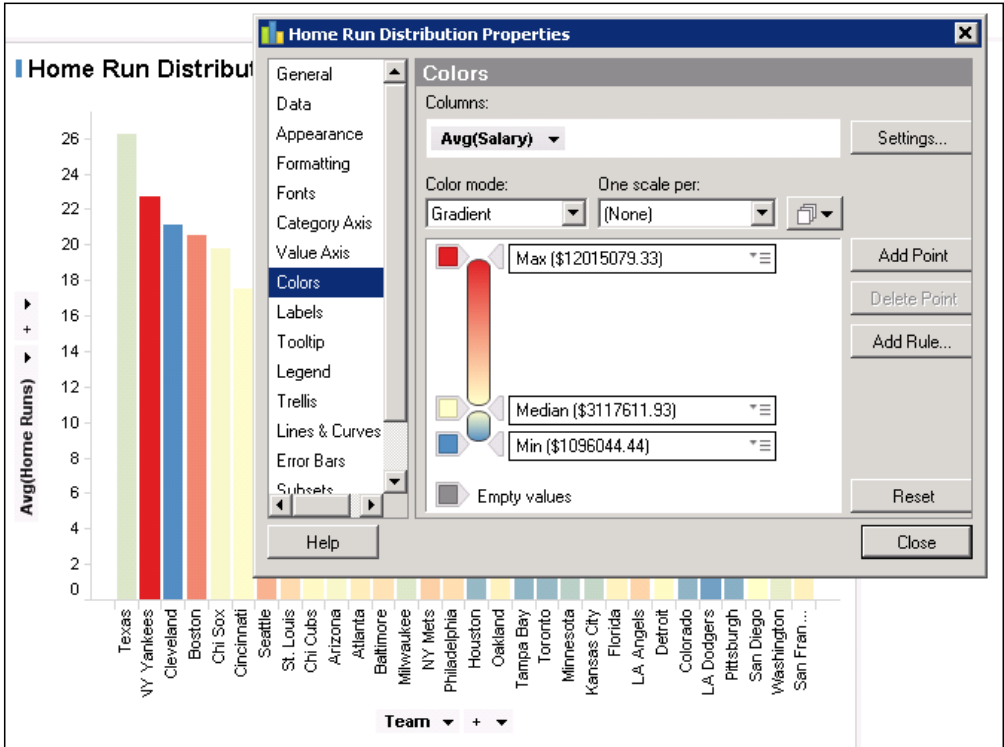 Home Run Distribution Properties
Home Run Distribut
General
Data
Appearance
Formatting
Fonts
Category Axis
Value Axis
Colors
Labels
Tooltip
Legend
Trellis
Lines & Curves
Error Bars
Subsets
Colors
Columns:
Avg(Salary)
Settings...
Color mode:
One scale per:
Gradient
(None)
Max ($12015079.33)
Add Point
Delete Point
Add Rule...
Median ($3117611.93)
Min ($1096044.44)
Empty values
Reset
Help
Close
26
24
22
20
18
16
14
12
10
8
6
4
2
0
Avg(Home Runs)
+
Texas
NY Yankees
Cleveland
Boston
Chi Sox
Cincinnati
Seattle
St. Louis
Chi Cubs
Arizona
Atlanta
Baltimore
Milwaukee
NY Mets
Philadelphia
Houston
Oakland
Tampa Bay
Toronto
Minnesota
Kansas City
Florida
LA Angels
Detroit
Colorado
LA Dodgers
Pittsburgh
San Diego
Washington
San Fran...
Team
+